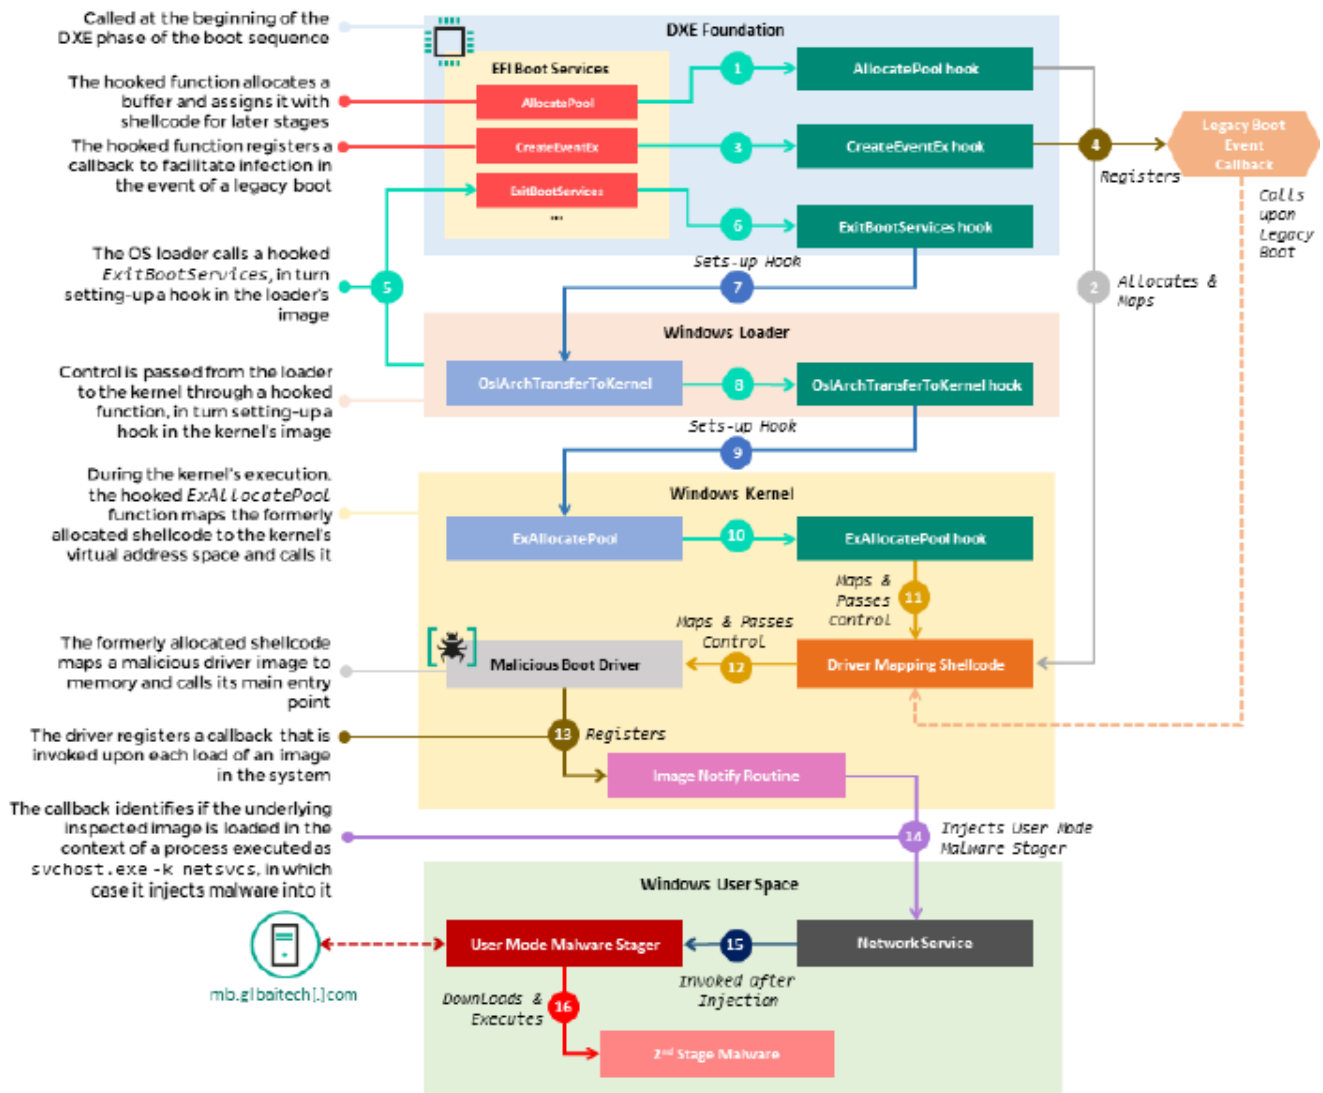 Called at the beginning of the
DXE phase of the boot sequence
The hooked function allocates a
buffer and assigns it with
shellcode for later stages
The hooked function registers a
callback to facilitate infection in
the event of a legacy boot
The OS loader calls a hooked
ExitBootServices, in turn
setting-up a hook in the loader's
image
Control is passed from the loader
to the kernel through a hooked
function, in turn setting-up a
hook in the kernel's image
During the kernel's execution.
the hooked ExAllocatePool
function maps the formerly
allocated shellcode to the kernel's
virtual address space and calls it
The formerly allocated shellcode
maps a malicious driver image to
memory and calls its main entry
point
The driver registers a callback that is
invoked upon each load of an image
in the system
The callback identifies if the underlying
inspected image is loaded in the
context of a process executed as
svchost.exe -k netsvcs, in which
case it injects malware into it
mb.glbaitech[.]com
DXE Foundation
EFI Boot Services
AllocatePool
1
AllocatePool hook
CreateEventEx
3
CreateEventEx hook
4
Registers
Legacy Boot
Event
Callback
Calls
upon
Legacy
Boot
ExitBootServices
...
6
ExitBootServices hook
5
Sets-up Hook
7
2
Allocates &
Maps
Windows Loader
OslArchTransferToKernel
8
OslArchTransferToKernel hook
Sets-up Hook
9
Windows Kernel
ExAllocatePool
10
ExAllocatePool hook
Maps &
Passes
control
11
Maps & Passes
Control
12
Malicious Boot Driver
Driver Mapping Shellcode
13
Registers
Image Notify Routine
14
Injects User Mode
Malware Stager
Windows User Space
User Mode Malware Stager
15
Network Service
Invoked after
Injection
Downloads &
Executes
16
2nd Stage Malware